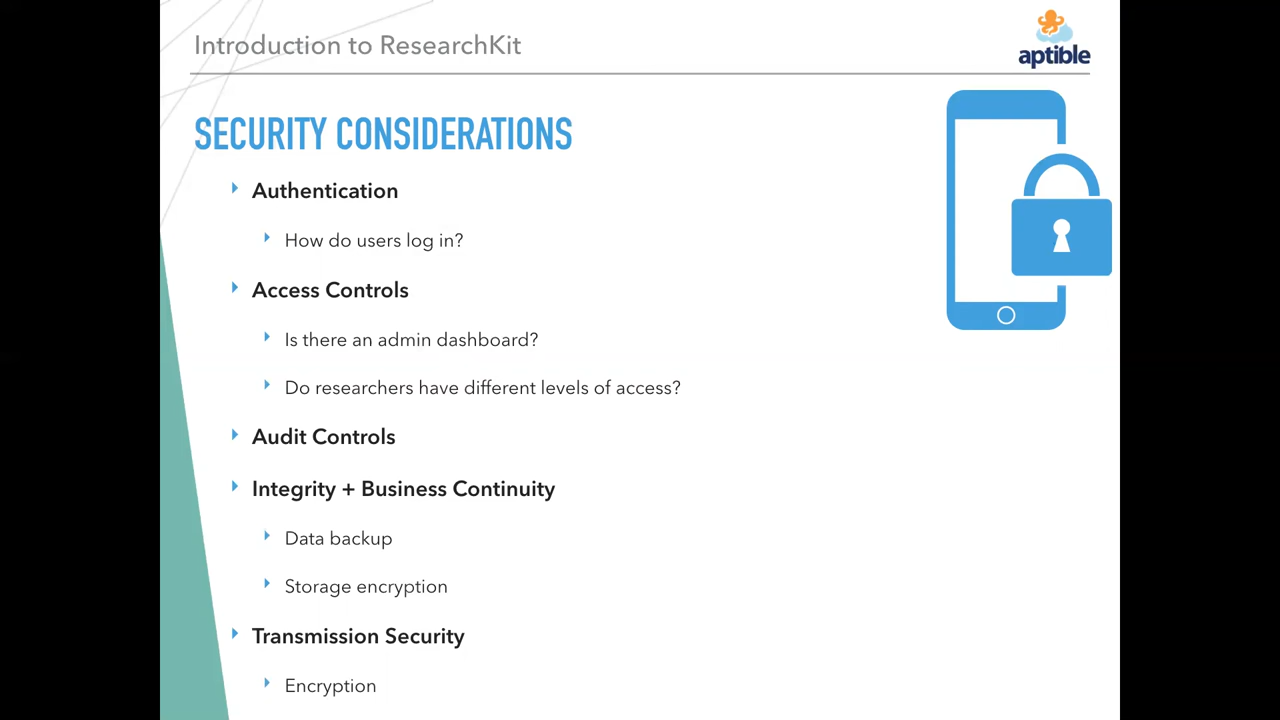 Introduction to ResearchKit
aptible
SECURITY CONSIDERATIONS
Authentication
How do users log in?
Access Controls
Is there an admin dashboard?
Do researchers have different levels of access?
Audit Controls
Integrity + Business Continuity
Data backup
Storage encryption
Transmission Security
Encryption